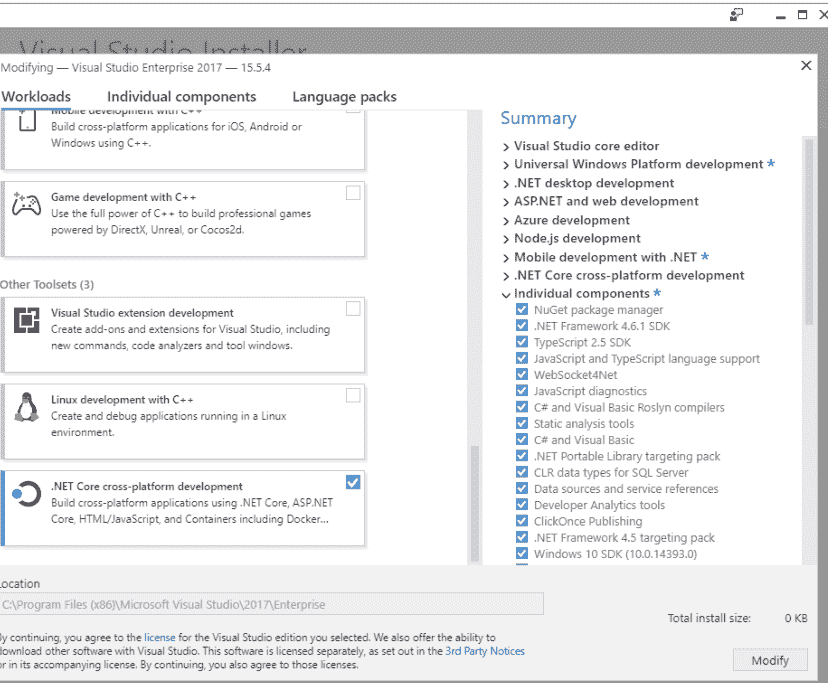 Visual Studio Installer
Modifying — Visual Studio Enterprise 2017 — 15.5.4
Workloads
Individual components
Language packs
Mobile development with C++
Build cross-platform applications for iOS, Android or
Windows using C++.
Game development with C++
Use the full power of C++ to build professional games
powered by DirectX, Unreal, or Cocos2d.
Other Toolsets (3)
Visual Studio extension development
Create add-ons and extensions for Visual Studio, including
new commands, code analyzers and tool windows.
Linux development with C++
Create and debug applications running in a Linux
environment.
.NET Core cross-platform development
Build cross-platform applications using .NET Core, ASP.NET
Core, HTML/JavaScript, and Containers including Docker...
Summary
Visual Studio core editor
Universal Windows Platform development *
.NET desktop development
ASP.NET and web development
Azure development
Node.js development
Mobile development with .NET *
.NET Core cross-platform development
Individual components *
NuGet package manager
.NET Framework 4.6.1 SDK
TypeScript 2.5 SDK
JavaScript and TypeScript language support
WebSocket4Net
JavaScript diagnostics
C# and Visual Basic Roslyn compilers
Static analysis tools
C# and Visual Basic
.NET Portable Library targeting pack
CLR data types for SQL Server
Data sources and service references
Developer Analytics tools
ClickOnce Publishing
.NET Framework 4.5 targeting pack
Windows 10 SDK (10.0.14393.0)
Location
C:\Program Files (x86)\Microsoft Visual Studio\2017\Enterprise
By continuing, you agree to the license for the Visual Studio edition you selected. We also offer the ability to
download other software with Visual Studio. This software is licensed separately, as set out in the 3rd Party Notices
or in its accompanying license. By continuing, you also agree to those licenses.
Total install size: 0 KB
Modify